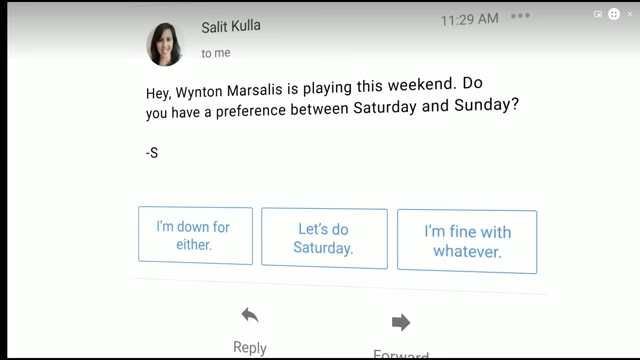 Salit Kulla
11:29 AM
to me
Hey, Wynton Marsalis is playing this weekend. Do
you have a preference between Saturday and Sunday?
-S
I'm down for
either.
Let's do
Saturday.
I'm fine with
whatever.
Reply
Forward